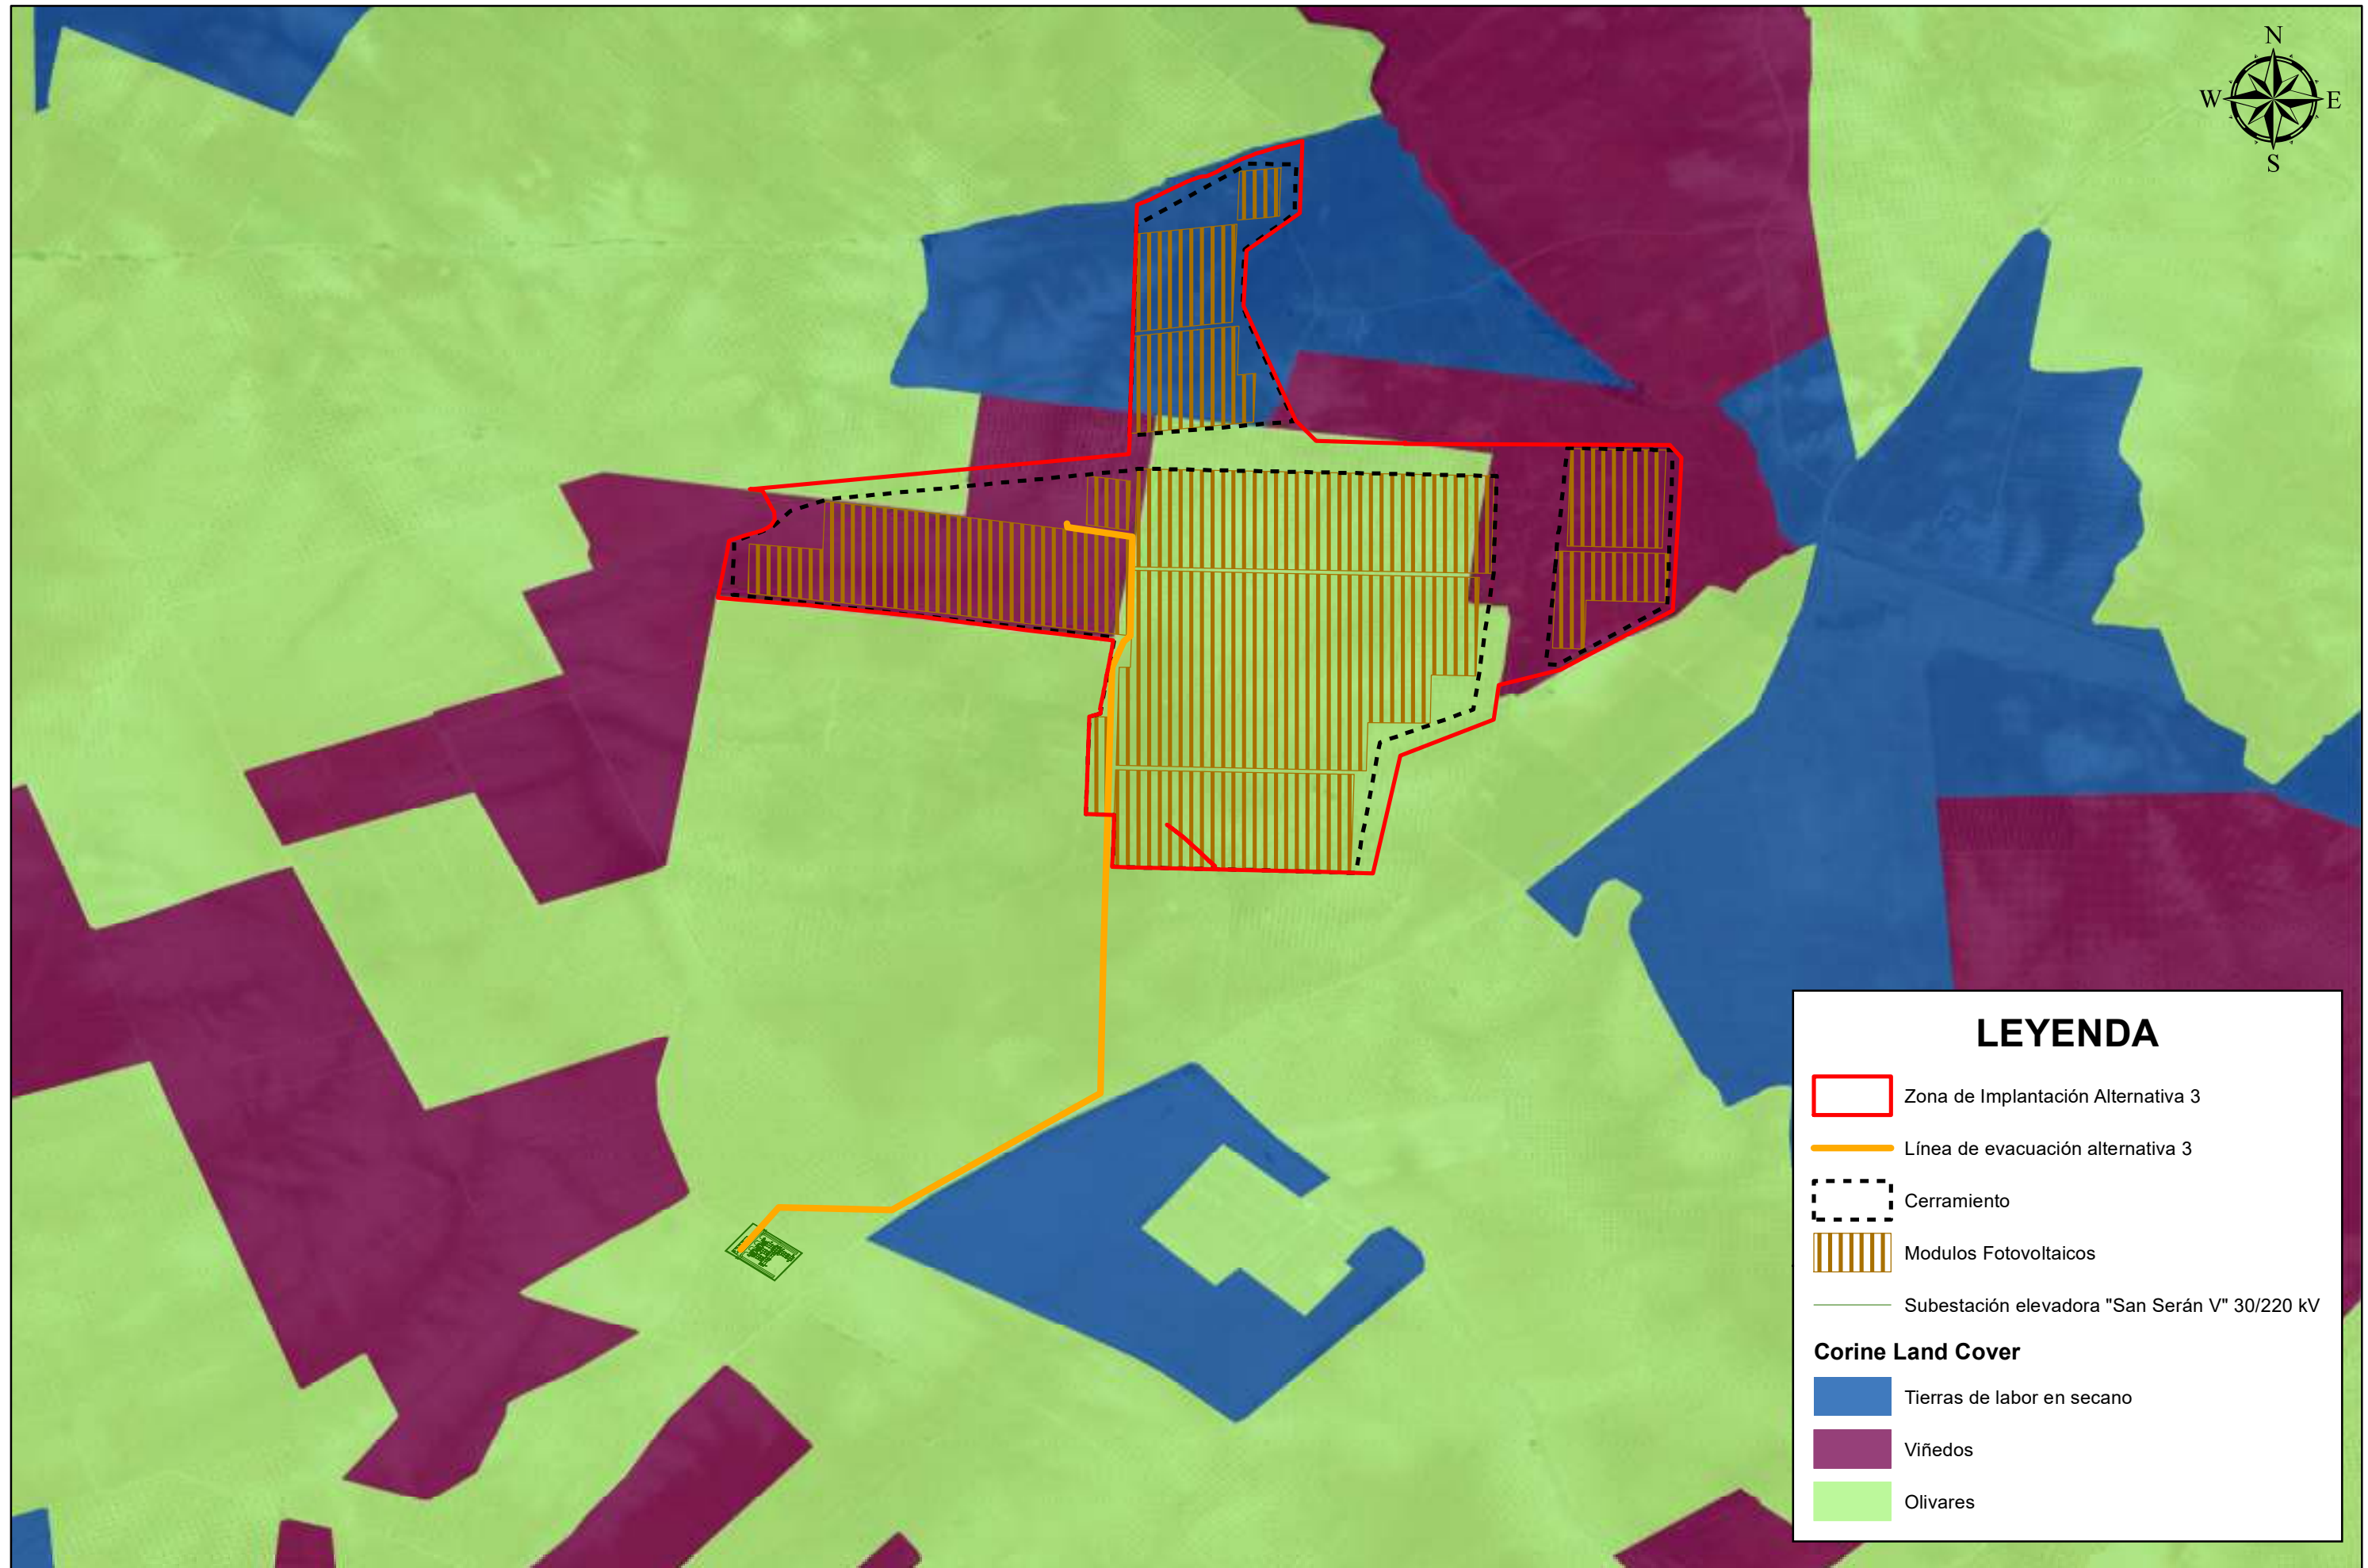 N
W E
S
LEYENDA
Zona de Implantación Alternativa 3
Línea de evacuación alternativa 3
Cerramiento
Modulos Fotovoltaicos
Subestación elevadora "San Serán V" 30/220 kV
Corine Land Cover
Tierras de labor en secano
Viñedos
Olivares